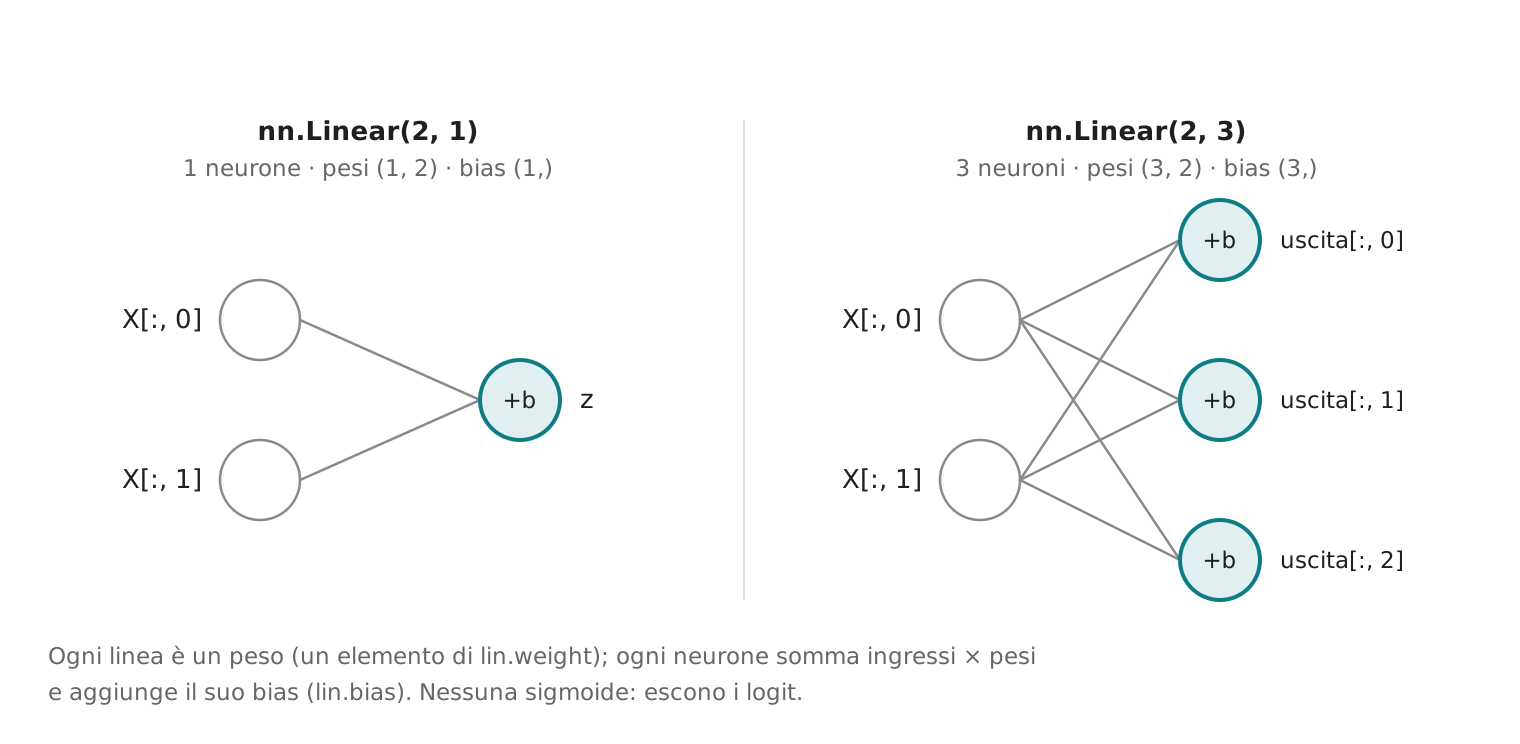 nn.Linear(2, 1)
1 neurone · pesi (1, 2) · bias (1,)
X[:, 0]
X[:, 1]
+b
z
nn.Linear(2, 3)
3 neuroni · pesi (3, 2) · bias (3,)
X[:, 0]
X[:, 1]
+b
uscita[:, 0]
+b
uscita[:, 1]
+b
uscita[:, 2]
Ogni linea è un peso (un elemento di lin.weight); ogni neurone somma ingressi × pesi
e aggiunge il suo bias (lin.bias). Nessuna sigmoide: escono i logit.